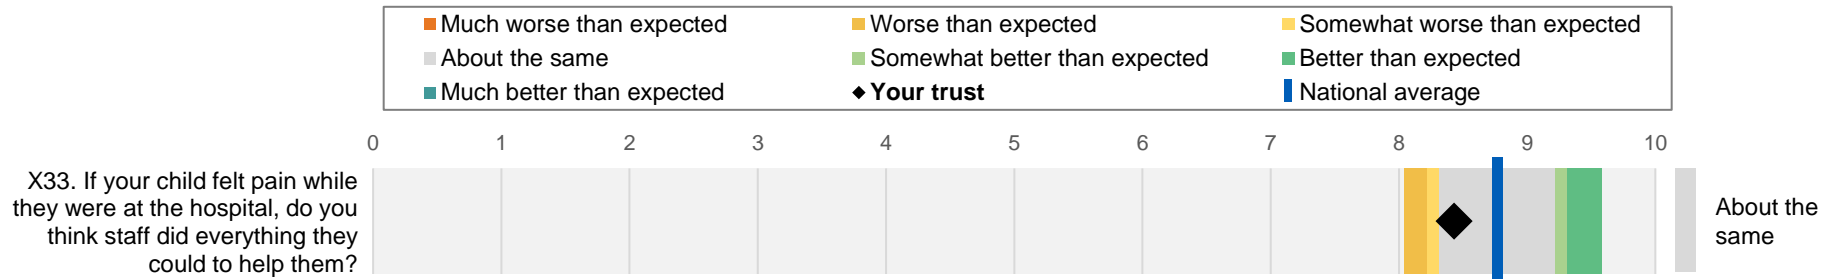 Much worse than expected
Worse than expected
Somewhat worse than expected
About the same
Somewhat better than expected
Better than expected
Much better than expected
Your trust
National average
0 1 2 3 4 5 6 7 8 9 10
X33. If your child felt pain while
they were at the hospital, do you
think staff did everything they
could to help them?
About the
same